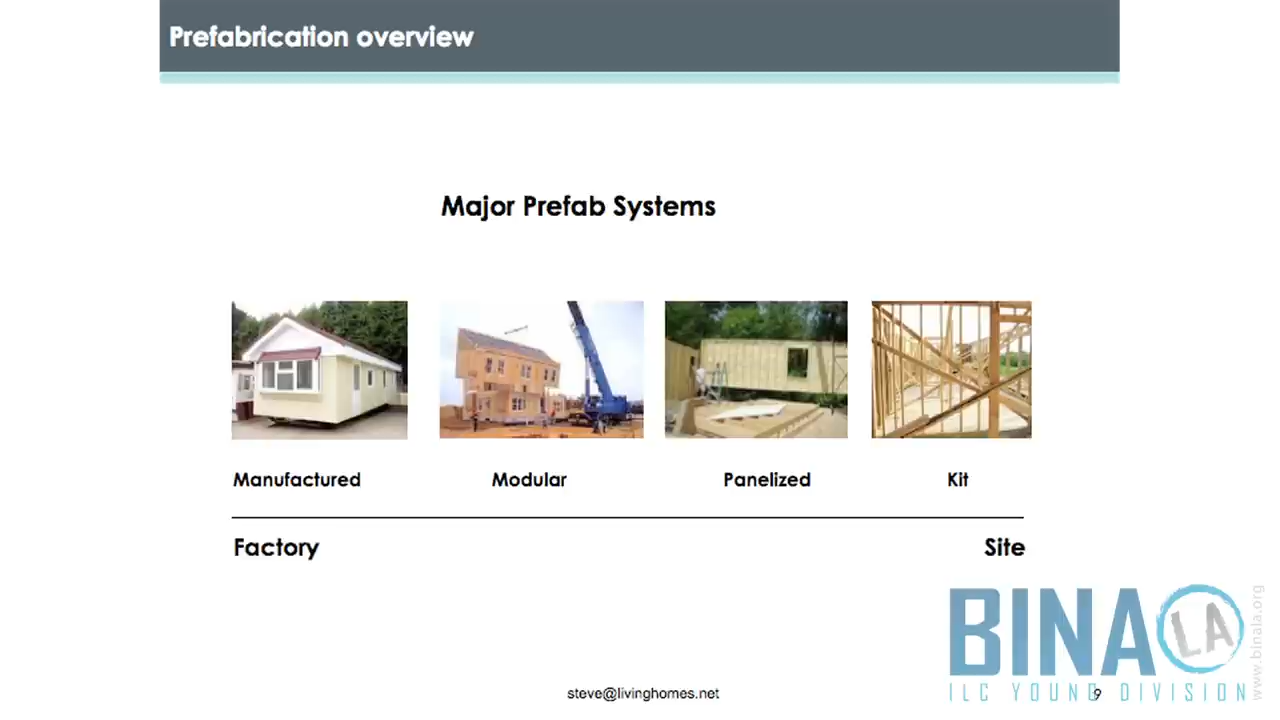 Prefabrication overview
Major Prefab Systems
Manufactured Modular Panelized Kit
Factory Site
BINA LA
ILC YOUNG DIVISION
www.binala.org
steve@livinghomes.net 9